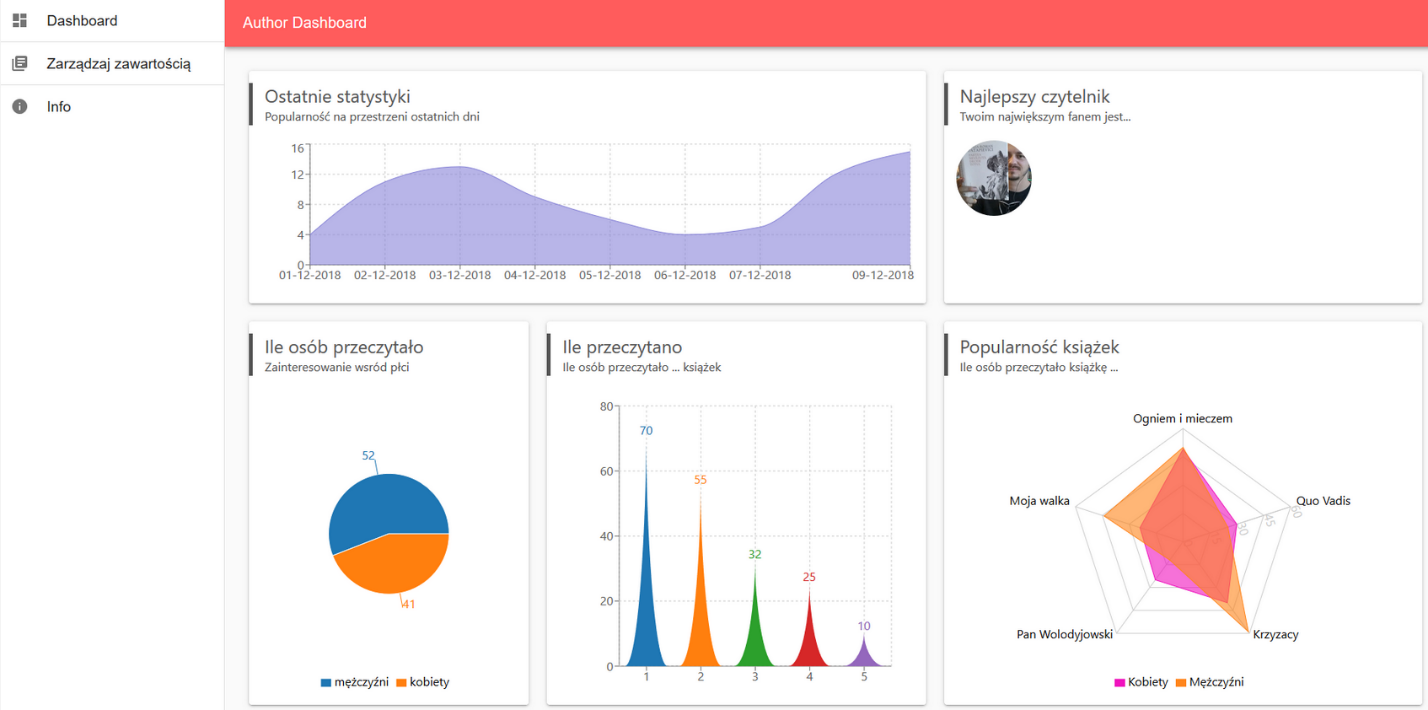 Dashboard
Zarządzaj zawartością
Info
Author Dashboard
Ostatnie statystyki
Popularność na przestrzeni ostatnich dni
16
12
8
4
0
01-12-2018 02-12-2018 03-12-2018 04-12-2018 05-12-2018 06-12-2018 07-12-2018 09-12-2018
Najlepszy czytelnik
Twoim największym fanem jest...
Ile osób przeczytało
Zainteresowanie wsród płci
52
41
mężczyźni kobiety
Ile przeczytano
Ile osób przeczytało ... książek
80
60
40
20
0
70
55
32
25
10
1 2 3 4 5
Popularność książek
Ile osób przeczytało książkę ...
Ogniem i mieczem
Quo Vadis
Krzyzacy
Pan Wolodyjowski
Moja walka
30
45
60
Kobiety Mężczyźni